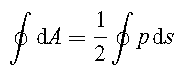 ∮ dA = 1/2 ∮ p ds